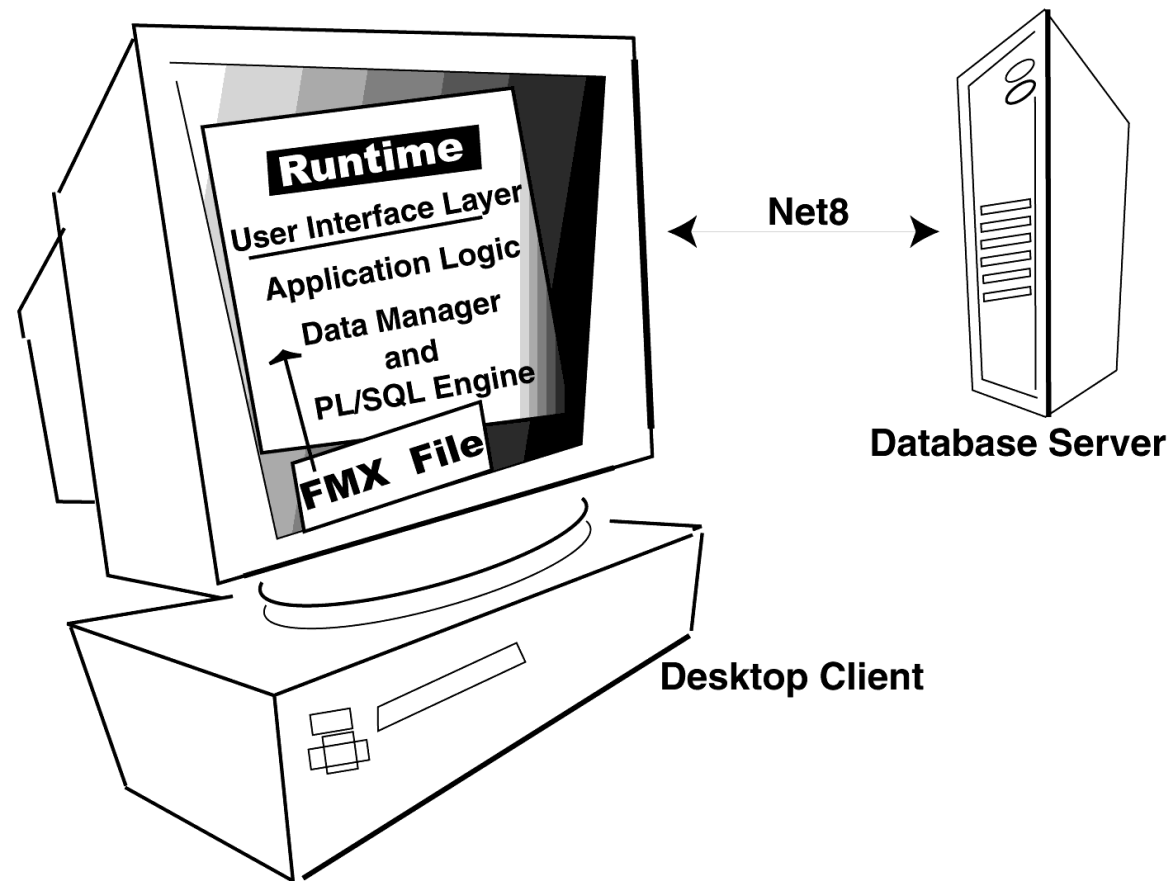 Runtime
User Interface Layer
Application Logic
Data Manager
and
PL/SQL Engine
FMX File
Net8
Database Server
Desktop Client